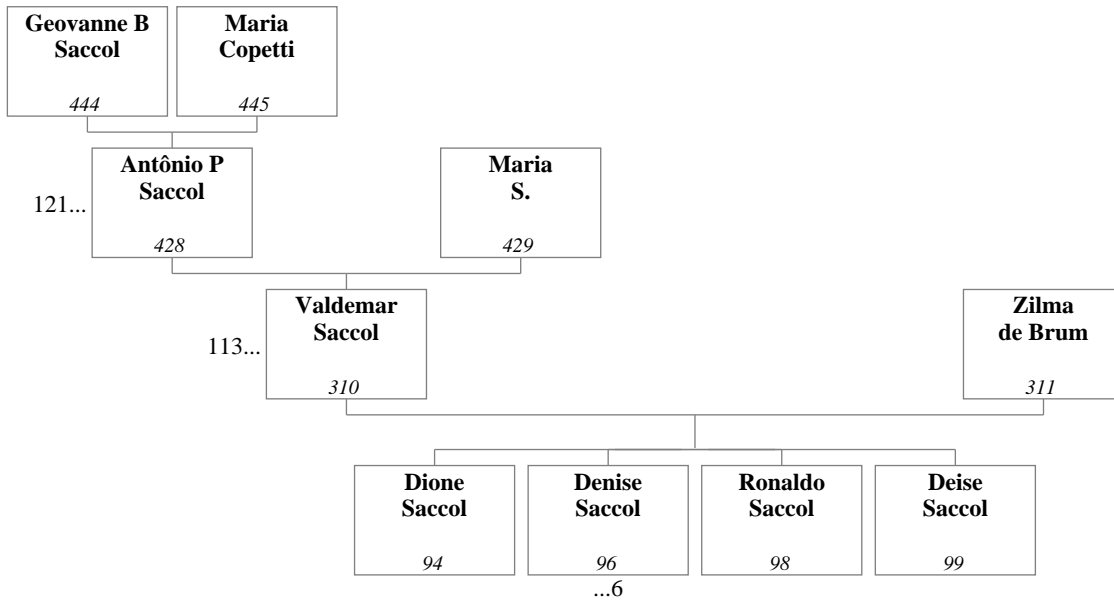 Geovanne B
Saccol
444
Maria
Copetti
445
121...
Antônio P
Saccol
428
Maria
S.
429
113...
Valdemar
Saccol
310
Zilma
de Brum
311
Dione
Saccol
94
Denise
Saccol
96
...6
Ronaldo
Saccol
98
Deise
Saccol
99